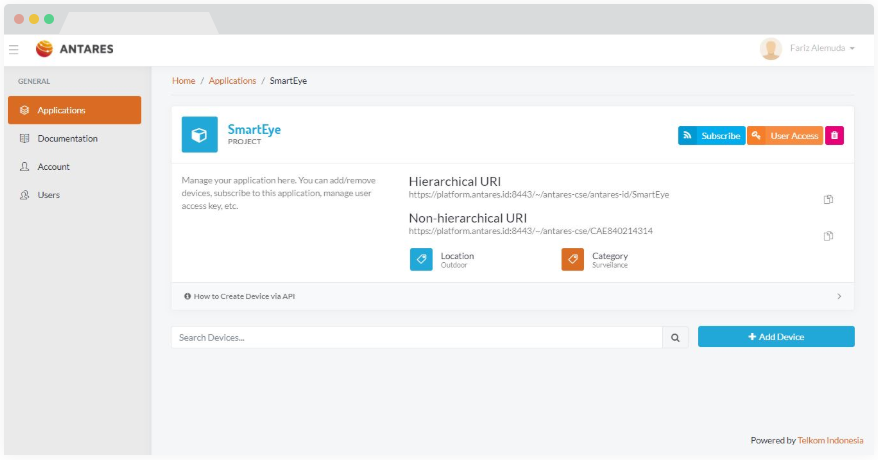 ANTARES
Fariz Alemuda
GENERAL
Applications
Documentation
Account
Users
Home / Applications / SmartEye
SmartEye
PROJECT
Subscribe
User Access
Manage your application here. You can add/remove
devices, subscribe to this application, manage user
access key, etc.
Hierarchical URI
https://platform.antares.id:8443/~/antares-cse/antares-id/SmartEye
Non-hierarchical URI
https://platform.antares.id:8443/~/antares-cse/CAE840214314
Location
Outdoor
Category
Surveilance
How to Create Device via API
Search Devices...
Add Device
Powered by Telkom Indonesia